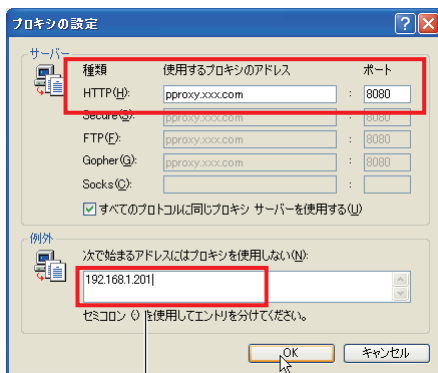 プロキシの設定
サーバー
種類 使用するプロキシのアドレス ポート
HTTP(H): pproxy.xxx.com : 8080
Secure(S): pproxy.xxx.com : 8080
FTP(F): pproxy.xxx.com : 8080
Gopher(G): pproxy.xxx.com : 8080
Socks(C): :
すべてのプロトコルに同じプロキシ サーバーを使用する(U)
例外
次で始まるアドレスにはプロキシを使用しない(N):
192.168.1.201
セミコロン (;) を使用してエントリを分けてください。
OK キャンセル